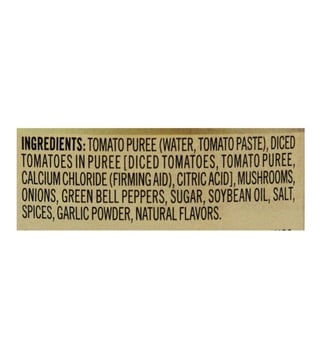 INGREDIENTS: TOMATO PUREE (WATER, TOMATO PASTE), DICED
TOMATOES IN PUREE [DICED TOMATOES, TOMATO PUREE,
CALCIUM CHLORIDE (FIRMING AID), CITRIC ACID], MUSHROOMS,
ONIONS, GREEN BELL PEPPERS, SUGAR, SOYBEAN OIL, SALT,
SPICES, GARLIC POWDER, NATURAL FLAVORS.